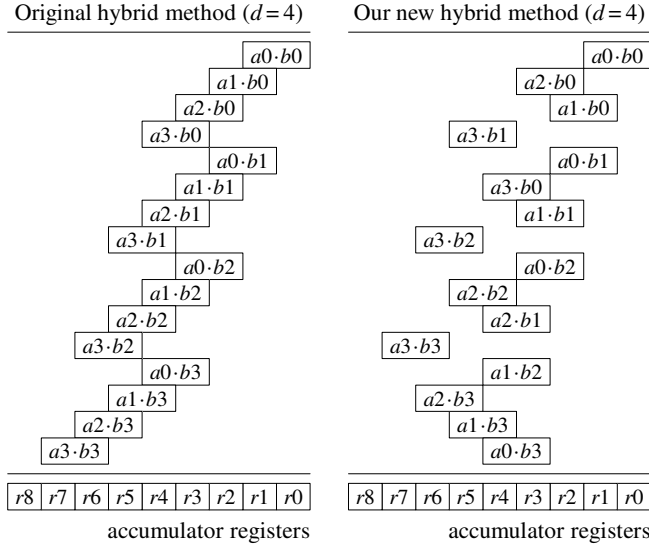 Original hybrid method (d = 4)
a0·b0
a1·b0
a2·b0
a3·b0
a0·b1
a1·b1
a2·b1
a3·b1
a0·b2
a1·b2
a2·b2
a3·b2
a0·b3
a1·b3
a2·b3
a3·b3
r8 r7 r6 r5 r4 r3 r2 r1 r0
accumulator registers
Our new hybrid method (d = 4)
a0·b0
a2·b0
a1·b0
a3·b1
a0·b1
a3·b0
a1·b1
a3·b2
a0·b2
a2·b2
a2·b1
a3·b3
a1·b2
a2·b3
a1·b3
a0·b3
r8 r7 r6 r5 r4 r3 r2 r1 r0
accumulator registers